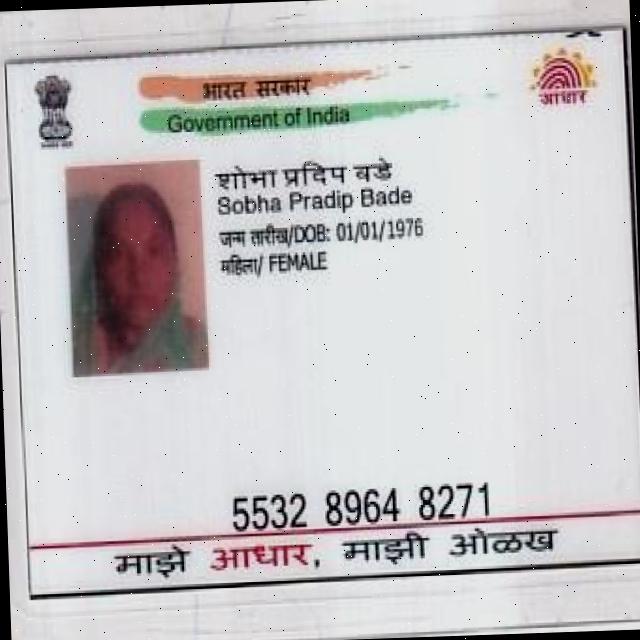 भारत सरकार
Government of India
आधार
शोभा प्रदिप बडे
Sobha Pradip Bade
जन्म तारीख/DOB: 01/01/1976
महिला/ FEMALE
5532 8964 8271
माझे आधार, माझी ओळख